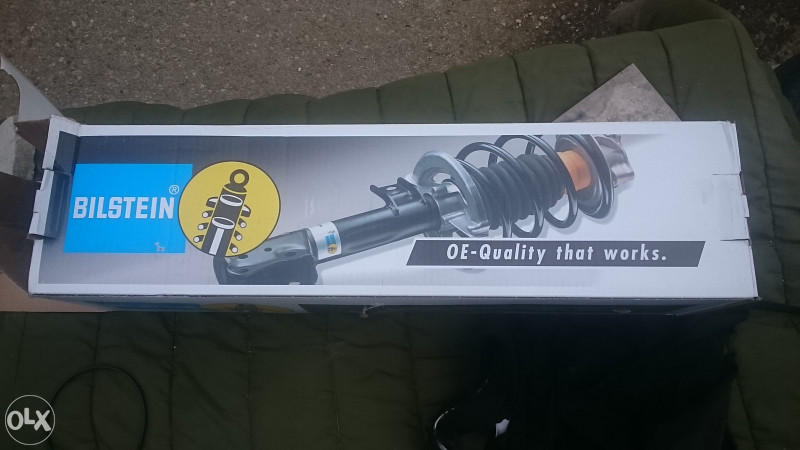 BILSTEIN®
OE-Quality that works.
OLX